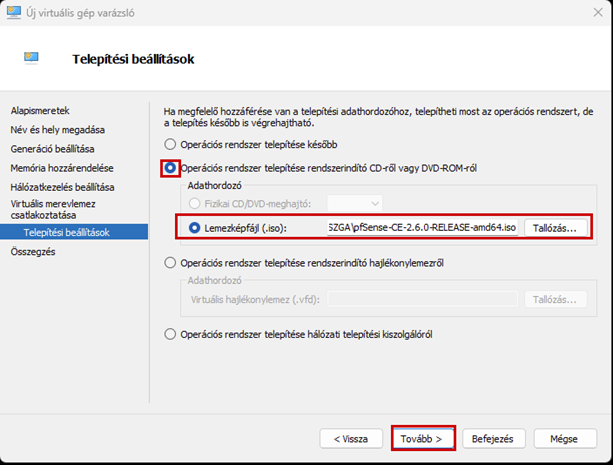 Új virtuális gép varázsló
Telepítési beállítások
Alapismeretek
Név és hely megadása
Generáció beállítása
Memória hozzárendelése
Hálózatkezelés beállítása
Virtuális merevlemez
csatlakoztatása
Telepítési beállítások
Összegzés
Ha megfelelő hozzáférése van a telepítési adathordozóhoz, telepítheti most az operációs rendszert, de
a telepítés később is végrehajtható.
Operációs rendszer telepítése később
Operációs rendszer telepítése rendszerindító CD-ről vagy DVD-ROM-ról
Adathordozó
Fizikai CD/DVD-meghajtó:
Lemezképfájl (.iso): SZGA\pfSense-CE-2.6.0-RELEASE-amd64.iso Tallózás...
Operációs rendszer telepítése rendszerindító hajlékonylemezről
Adathordozó
Virtuális hajlékonylemez (.vfd): Tallózás...
Operációs rendszer telepítése hálózati telepítési kiszolgálóról
< Vissza Tovább > Befejezés Mégse